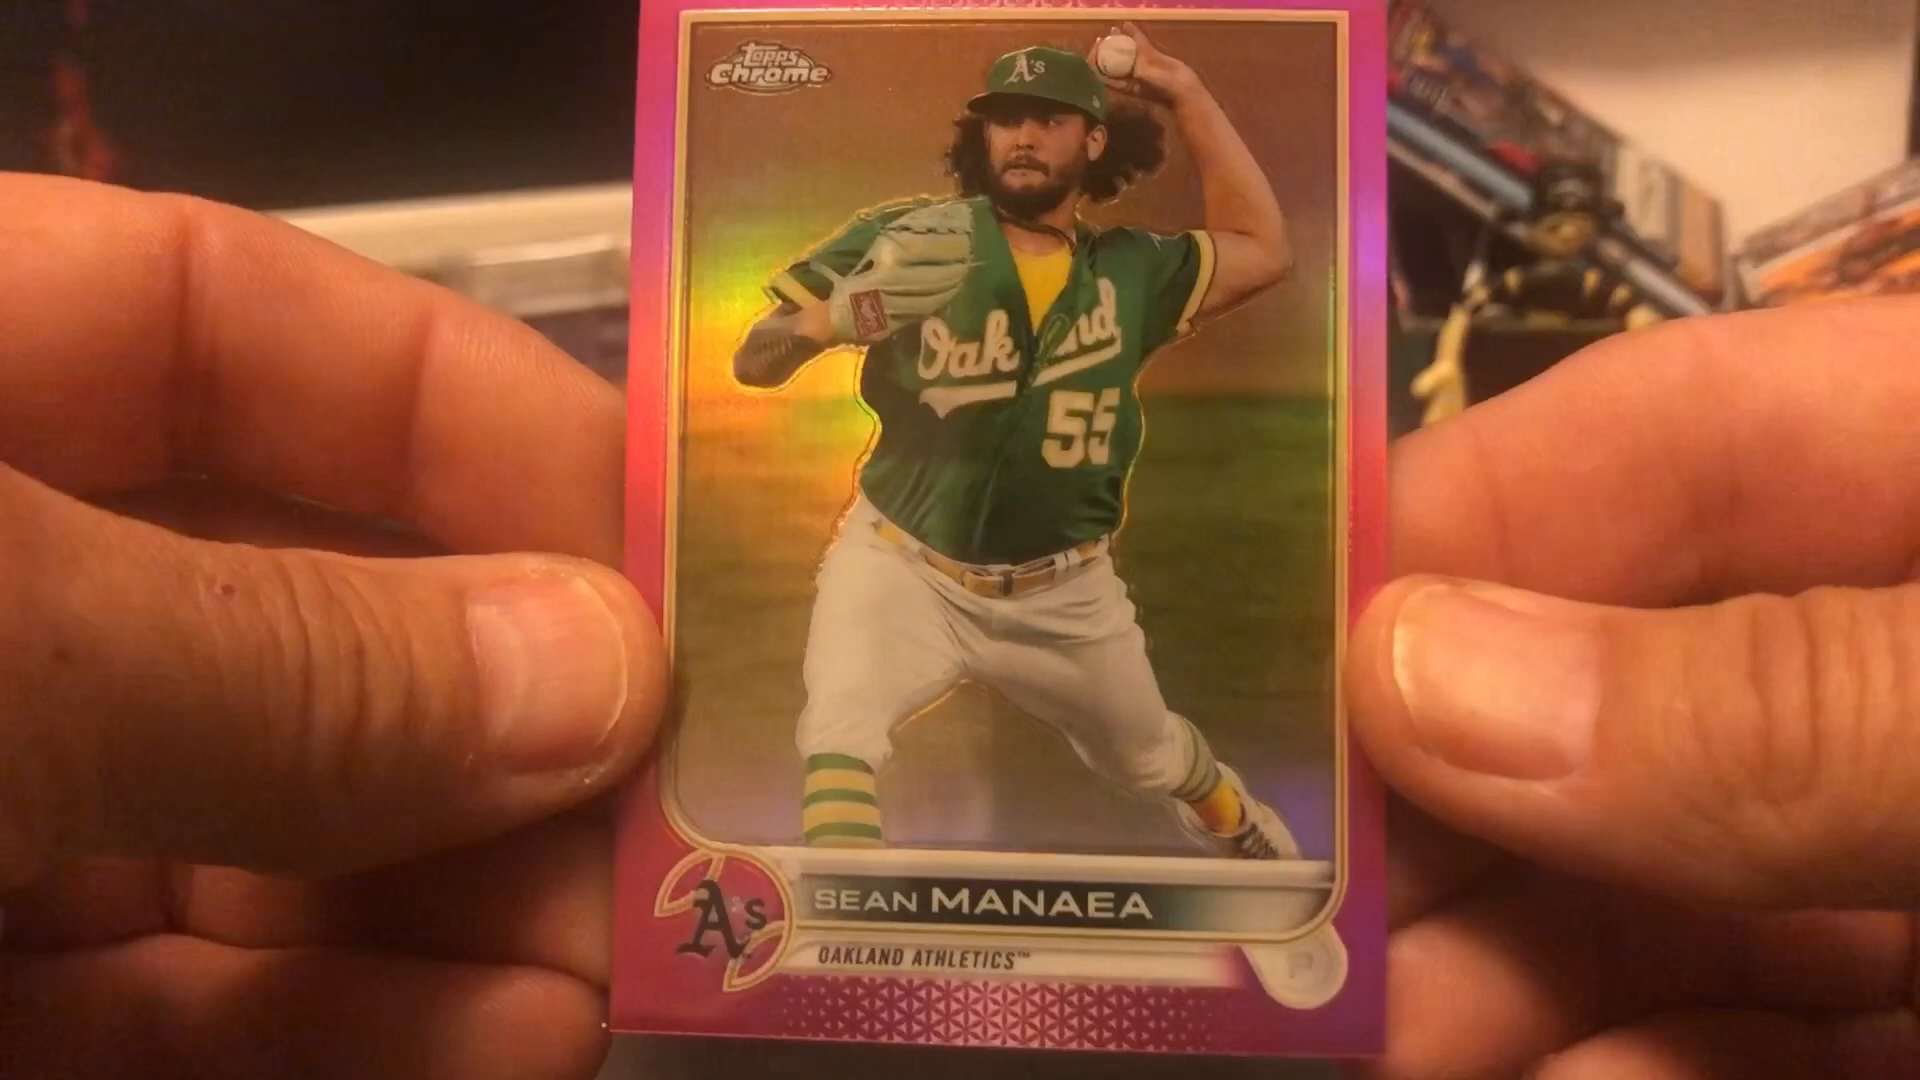 Topps
Chrome
A's
Oakland
55
A's
SEAN MANAEA
OAKLAND ATHLETICS™
P